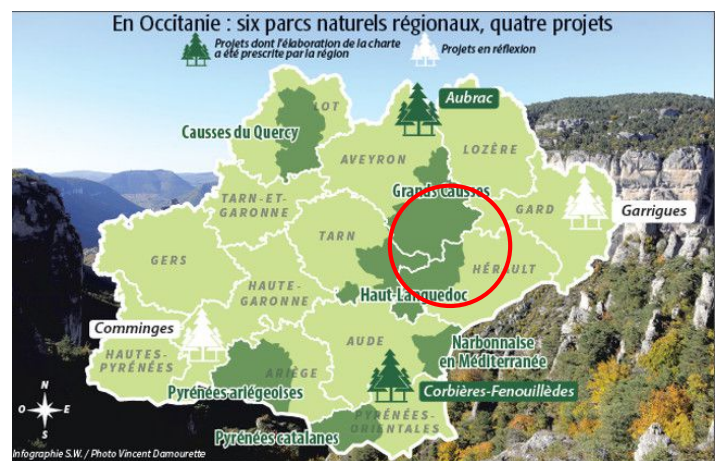 En Occitanie : six parcs naturels régionaux, quatre projets
Projets dont l'élaboration de la charte
a été prescrite par la région
Projets en réflexion
LOT
Aubrac
Causses du Quercy
AVEYRON
LOZÈRE
Grands Causses
TARN-ET-
GARONNE
GARD
Garrigues
TARN
GERS
HÉRAULT
HAUTE-
GARONNE
Haut-Languedoc
Comminges
AUDE
Narbonnaise
en Méditerranée
HAUTES-
PYRÉNÉES
ARIÈGE
Pyrénées ariégeoises
Corbières-Fenouillèdes
PYRÉNÉES-
ORIENTALES
Pyrénées catalanes
N
O
E
S
Infographie S.W. / Photo Vincent Damourette